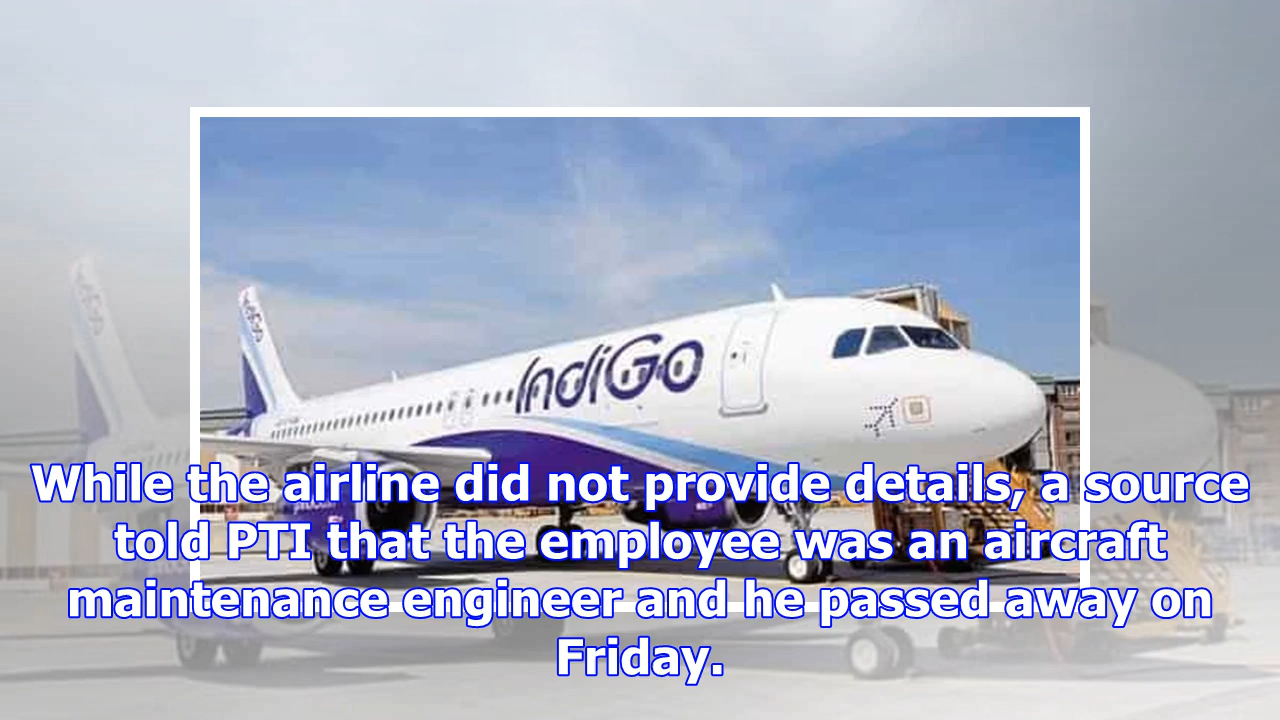 IndiGo
While the airline did not provide details, a source
told PTI that the employee was an aircraft
maintenance engineer and he passed away on
Friday.